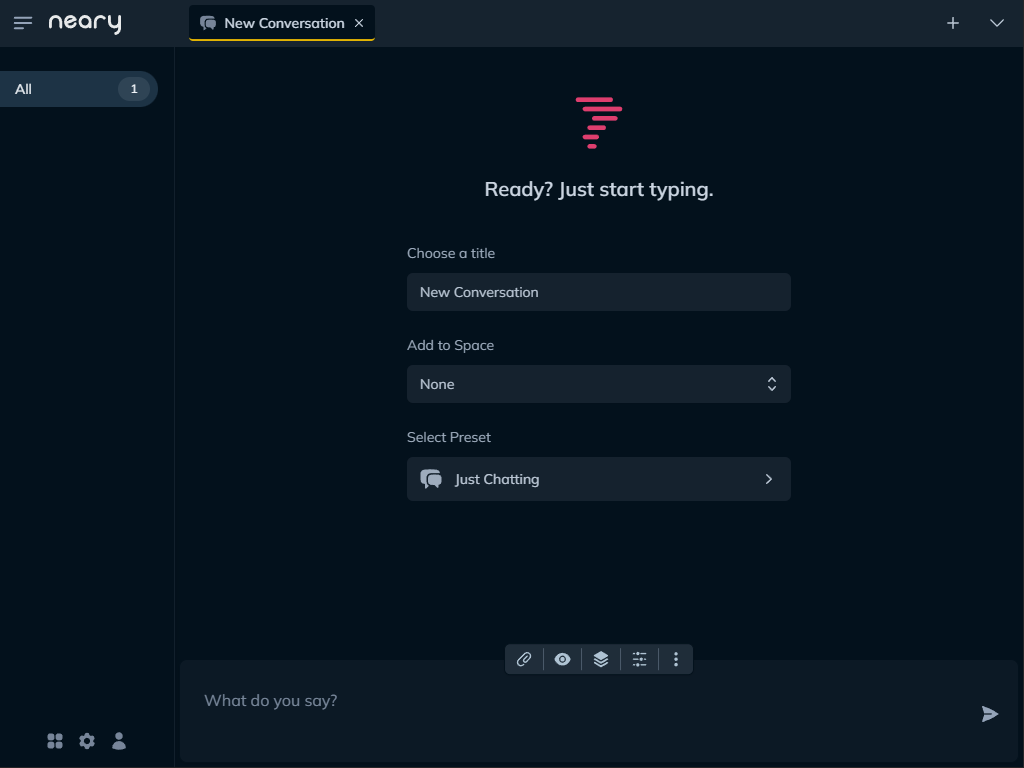 neary
New Conversation
All
1
Ready? Just start typing.
Choose a title
New Conversation
Add to Space
None
Select Preset
Just Chatting
What do you say?